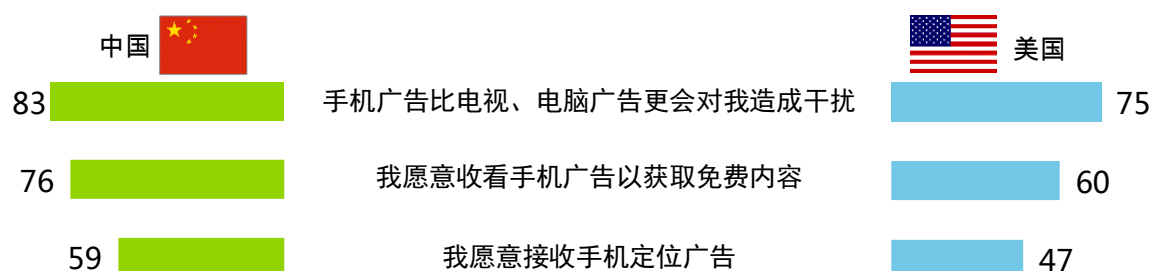 中国 美国
83 手机广告比电视、电脑广告更会对我造成干扰 75
76 我愿意收看手机广告以获取免费内容 60
59 我愿意接收手机定位广告 47